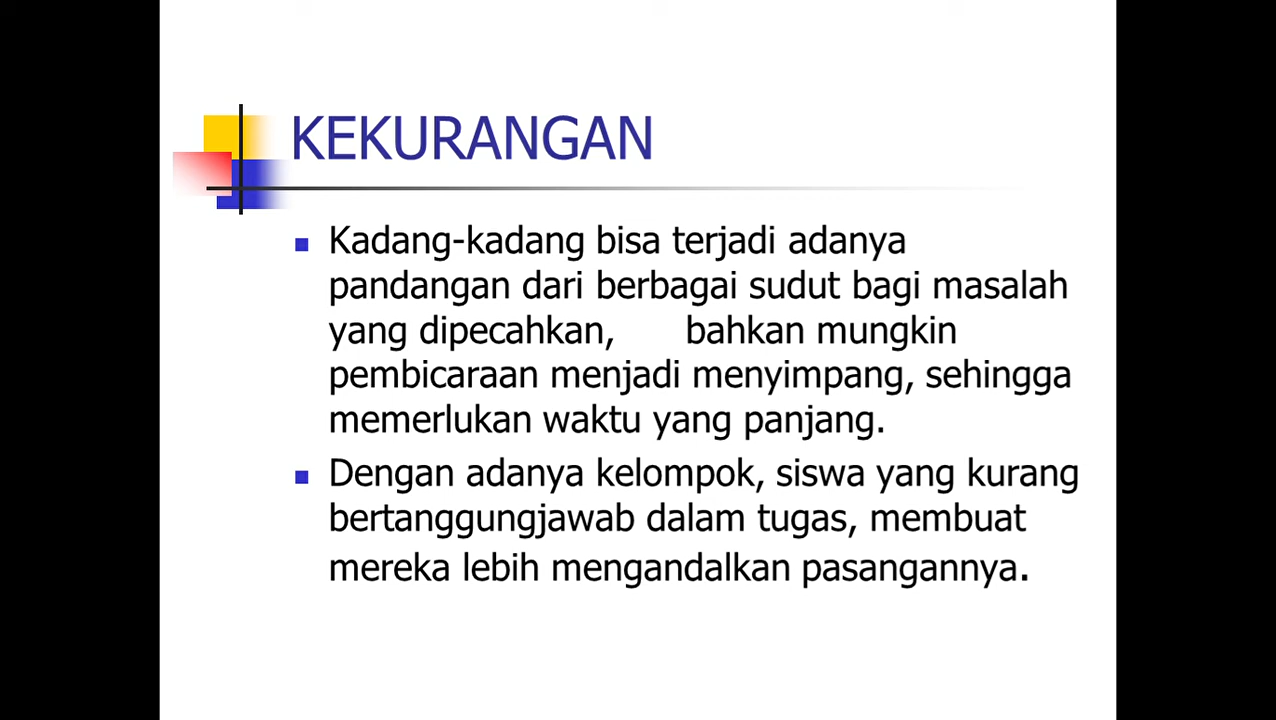 KEKURANGAN
Kadang-kadang bisa terjadi adanya
pandangan dari berbagai sudut bagi masalah
yang dipecahkan, bahkan mungkin
pembicaraan menjadi menyimpang, sehingga
memerlukan waktu yang panjang.
Dengan adanya kelompok, siswa yang kurang
bertanggungjawab dalam tugas, membuat
mereka lebih mengandalkan pasangannya.